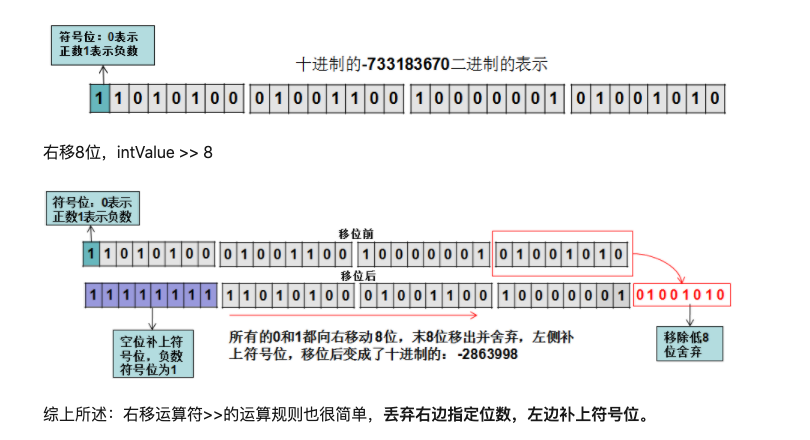 符号位：0表示
正数1表示负数
十进制的-733183670二进制的表示
1 1 0 1 0 1 0 0 0 1 0 0 1 1 0 0 1 0 0 0 0 0 0 1 0 1 0 0 1 0 1 0
右移8位，intValue >> 8
符号位：0表示
正数1表示负数
移位前
1 1 0 1 0 1 0 0 0 1 0 0 1 1 0 0 1 0 0 0 0 0 0 1 0 1 0 0 1 0 1 0
移位后
1 1 1 1 1 1 1 1 1 1 0 1 0 1 0 0 0 1 0 0 1 1 0 0 1 0 0 0 0 0 0 1 0 1 0 0 1 0 1 0
空位补上符
号位，负数
符号位为1
所有的0和1都向右移动8位，末8位移出并舍弃，左侧补
上符号位，移位后变成了十进制的：-2863998
移除低8
位舍弃
综上所述：右移运算符>>的运算规则也很简单，丢弃右边指定位数，左边补上符号位。